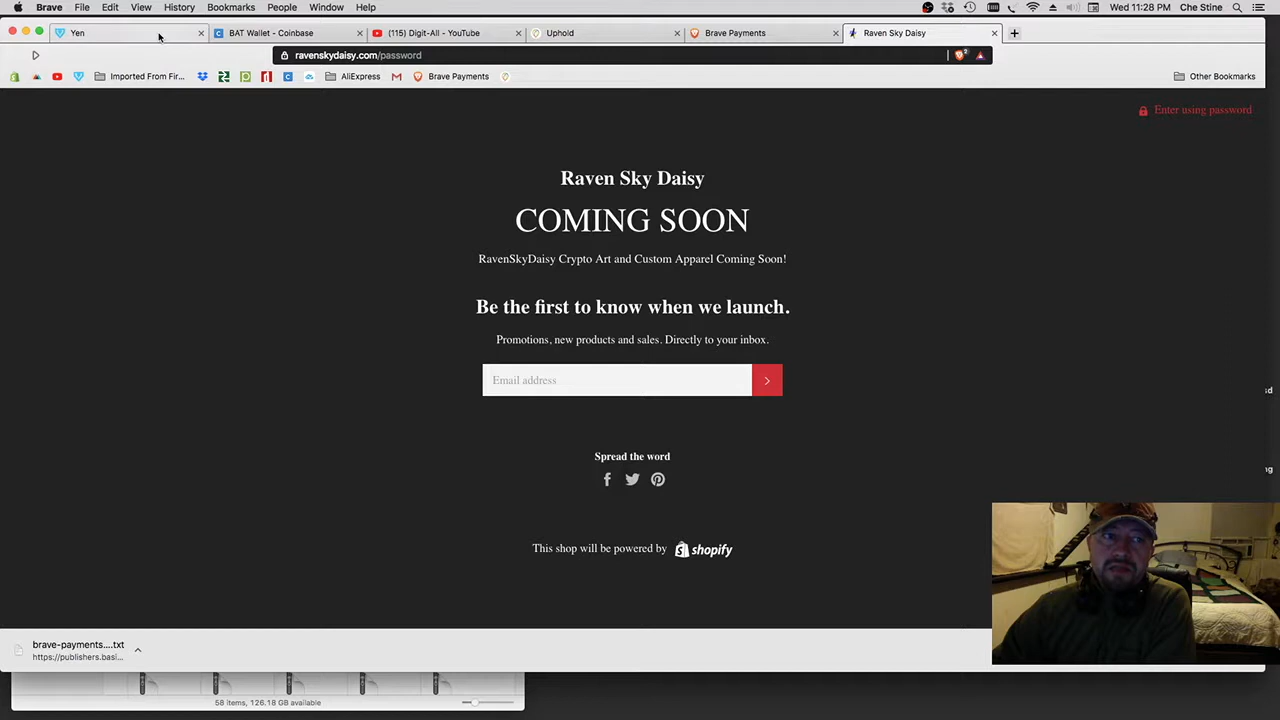 Brave File Edit View History Bookmarks People Window Help Wed 11:28 PM Che Stine
Yen BAT Wallet - Coinbase (115) Digit-All - YouTube Uphold Brave Payments Raven Sky Daisy
ravenskydaisy.com/password
Imported From Fir... AliExpress Brave Payments Other Bookmarks
Enter using password
Raven Sky Daisy
COMING SOON
RavenSkyDaisy Crypto Art and Custom Apparel Coming Soon!
Be the first to know when we launch.
Promotions, new products and sales. Directly to your inbox.
Email address
sd
Spread the word
ng
This shop will be powered by shopify
brave-payments....txt
https://publishers.basi...
58 items, 126.18 GB available